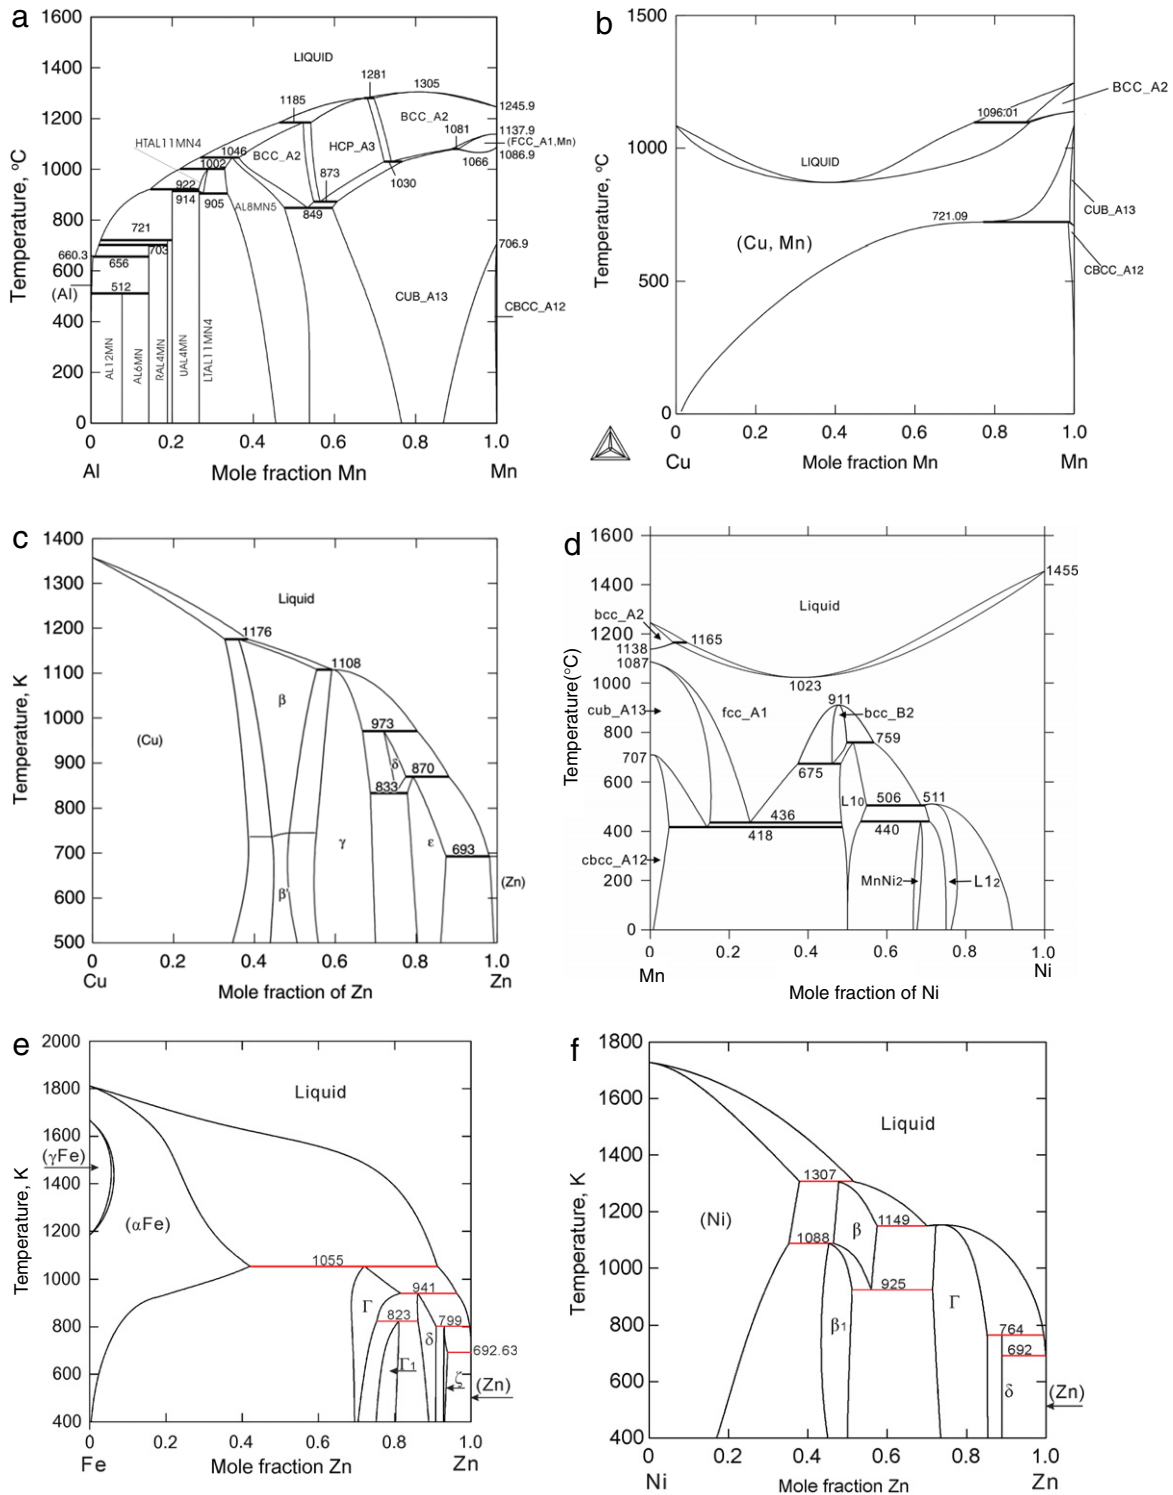 a
1600
1400
1200
1000
800
600
400
200
0
Temperature, ºC
660.3
(Al)
LIQUID
1281
1305
1185
BCC_A2
1245.9
1081
1137.9
(FCC_A1,Mn)
1086.9
1066
HTAL11MN4
1046
BCC_A2
HCP_A3
1002
1030
873
922
914
905
AL8MN5
849
721
703
706.9
656
512
CUB_A13
CBCC_A12
AL12MN
AL6MN
RAL4MN
UAL4MN
LTAL11MN4
0 0.2 0.4 0.6 0.8 1.0
Al Mole fraction Mn Mn
b
1500
1000
500
0
Temperature, ºC
BCC_A2
1096.01
LIQUID
CUB_A13
721.09
(Cu, Mn)
CBCC_A12
0 0.2 0.4 0.6 0.8 1.0
Cu Mole fraction Mn Mn
c
1400
1300
1200
1100
1000
900
800
700
600
500
Temperature, K
Liquid
1176
1108
β
(Cu)
973
δ
870
833
γ
ε
693
(Zn)
β'
0 0.2 0.4 0.6 0.8 1.0
Cu Mole fraction of Zn Zn
d
1600
1400
1200
1000
800
600
400
200
0
Temperature(°C)
1455
Liquid
bcc_A2
1165
1138
1087
1023
911
cub_A13
fcc_A1
bcc_B2
759
707
675
L10
506
511
436
418
440
cbcc_A12
MnNi2
L12
0 0.2 0.4 0.6 0.8 1.0
Mn Mole fraction of Ni Ni
e
2000
1800
1600
1400
1200
1000
800
600
400
Temperature, K
Liquid
(γFe)
(αFe)
1055
941
Γ
823
799
δ
692.63
Γ1
ζ
(Zn)
0 0.2 0.4 0.6 0.8 1.0
Fe Mole fraction Zn Zn
f
1800
1600
1400
1200
1000
800
600
400
Temperature, K
Liquid
1307
(Ni)
β
1149
1088
925
Γ
β1
764
692
δ
(Zn)
0 0.2 0.4 0.6 0.8 1.0
Ni Mole fraction Zn Zn